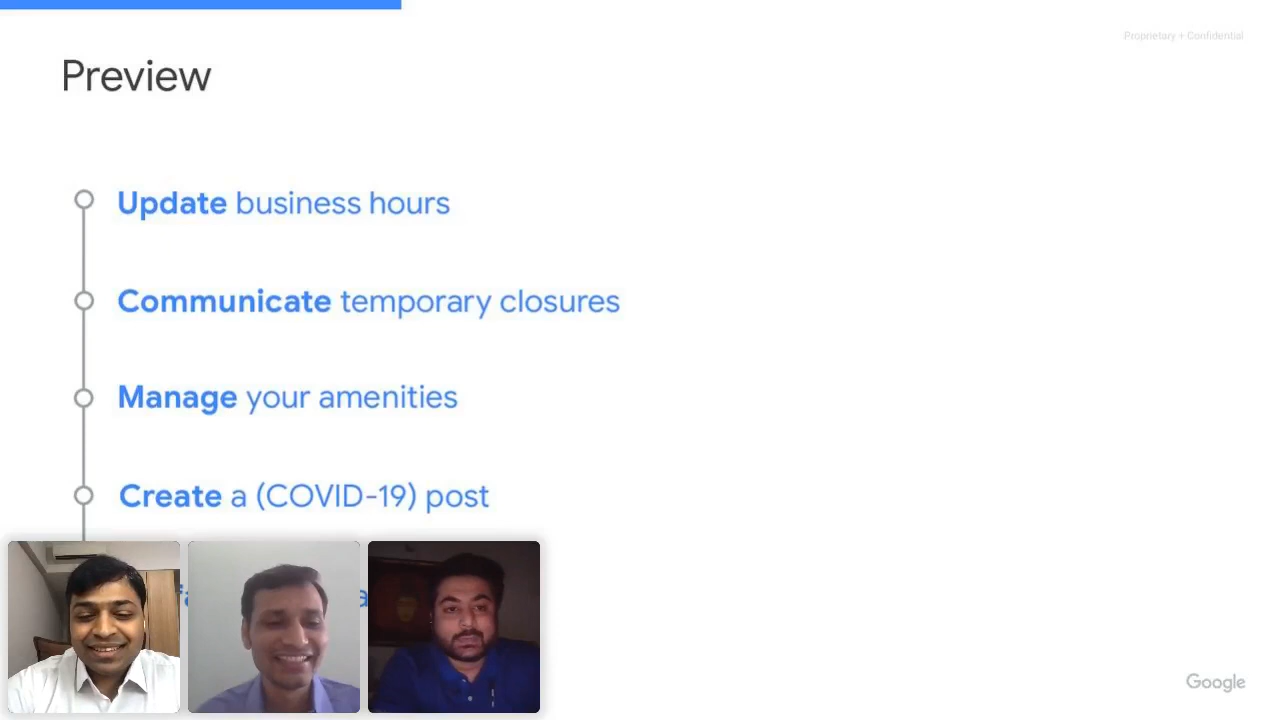 Proprietary + Confidential
Preview
Update business hours
Communicate temporary closures
Manage your amenities
Create a (COVID-19) post
Google